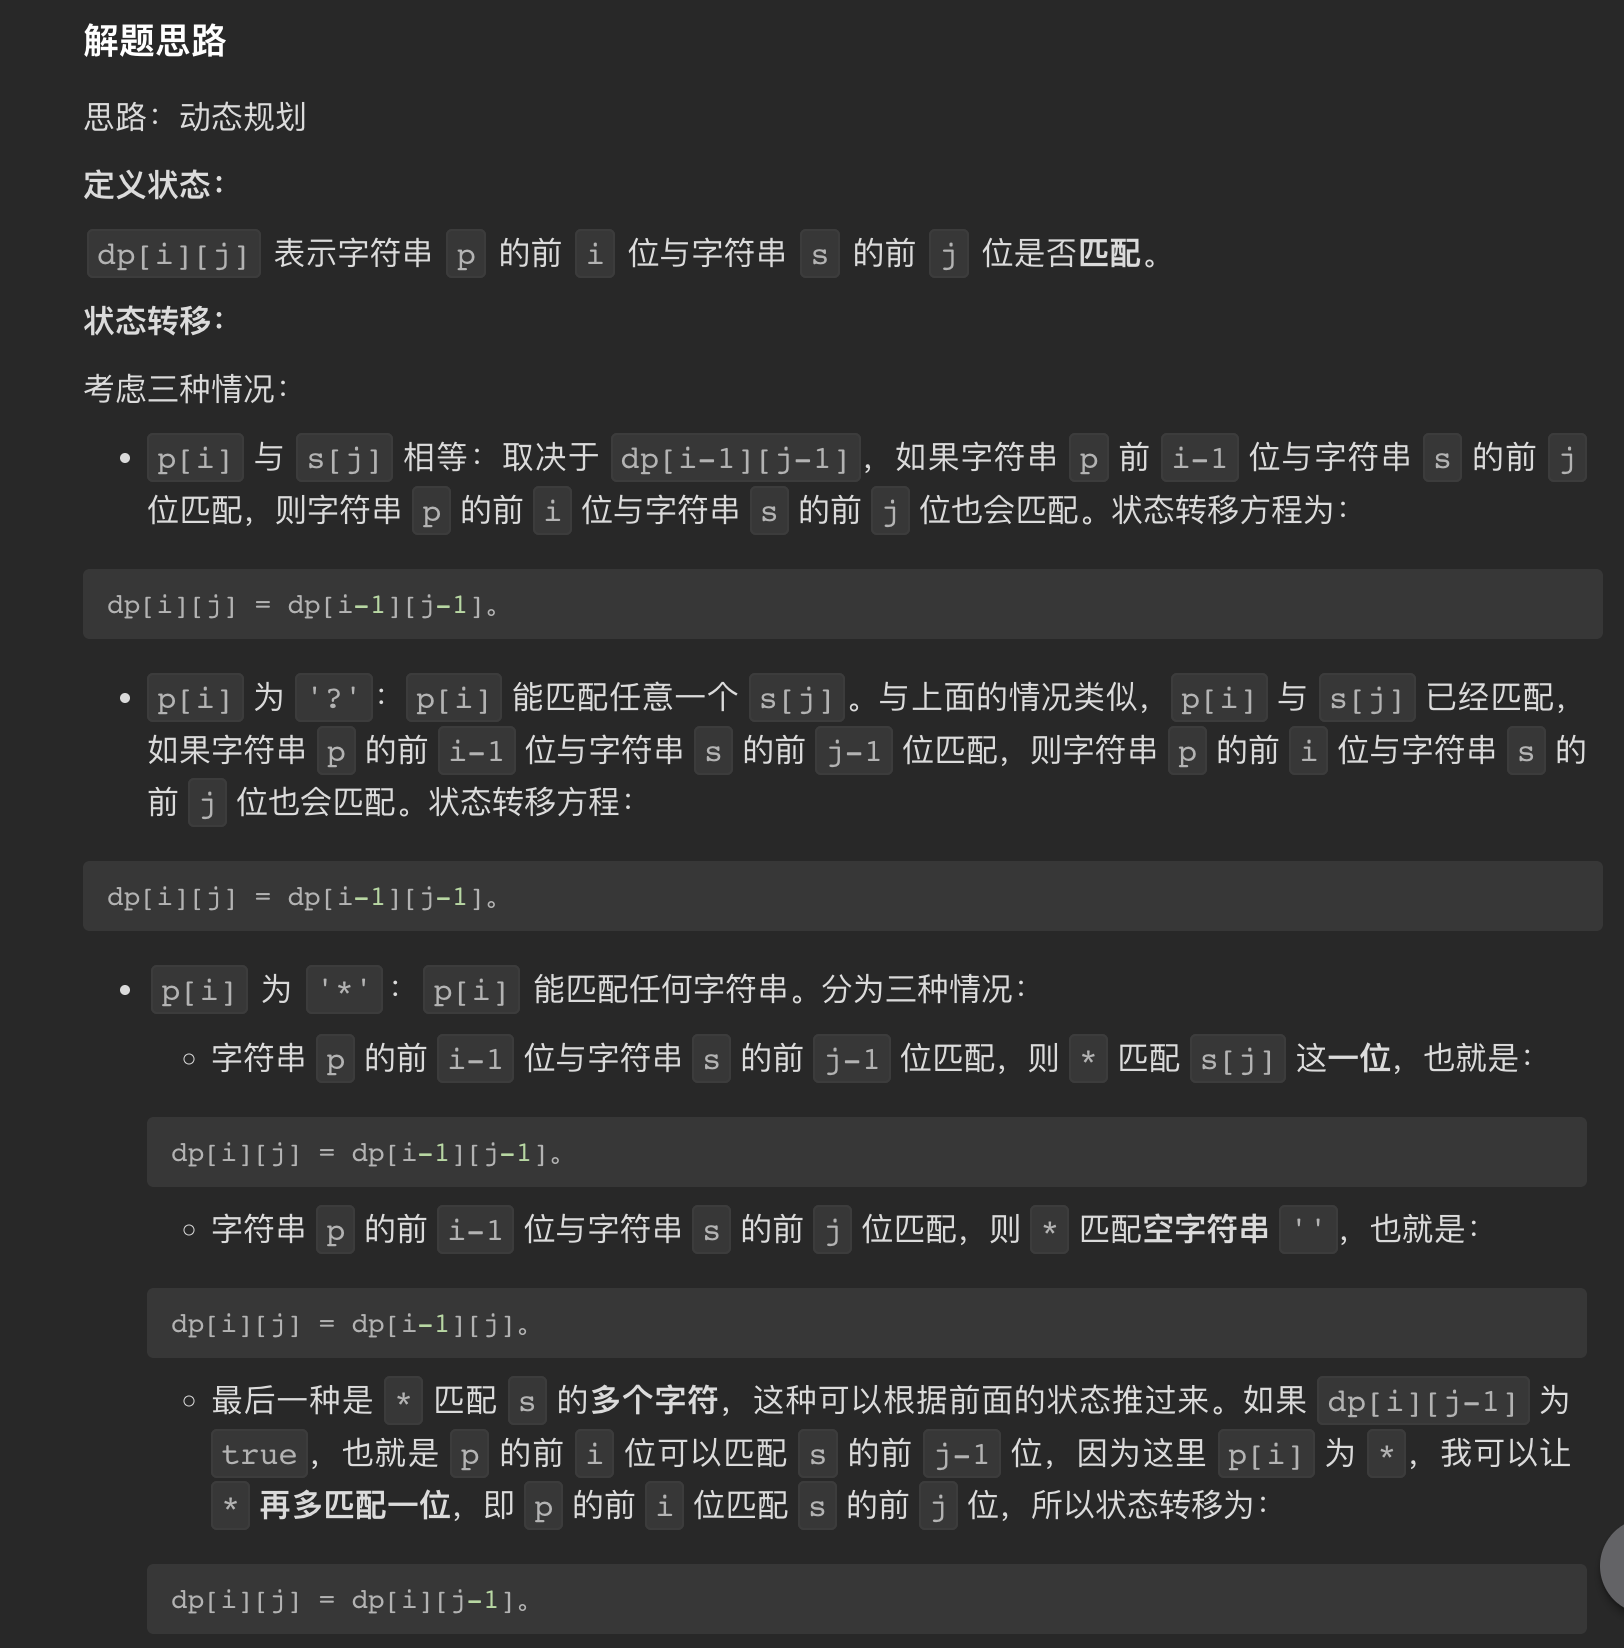 解题思路
思路：动态规划
定义状态：
dp[i][j] 表示字符串 p 的前 i 位与字符串 s 的前 j 位是否匹配。
状态转移：
考虑三种情况：
p[i] 与 s[j] 相等：取决于 dp[i-1][j-1]，如果字符串 p 前 i-1 位与字符串 s 的前 j
位匹配，则字符串 p 的前 i 位与字符串 s 的前 j 位也会匹配。状态转移方程为：
dp[i][j] = dp[i-1][j-1]。
p[i] 为 '?'：p[i] 能匹配任意一个 s[j]。与上面的情况类似，p[i] 与 s[j] 已经匹配，
如果字符串 p 的前 i-1 位与字符串 s 的前 j-1 位匹配，则字符串 p 的前 i 位与字符串 s 的
前 j 位也会匹配。状态转移方程：
dp[i][j] = dp[i-1][j-1]。
p[i] 为 '*'： p[i] 能匹配任何字符串。分为三种情况：
字符串 p 的前 i-1 位与字符串 s 的前 j-1 位匹配，则 * 匹配 s[j] 这一位，也就是：
dp[i][j] = dp[i-1][j-1]。
字符串 p 的前 i-1 位与字符串 s 的前 j 位匹配，则 * 匹配空字符串 ''，也就是：
dp[i][j] = dp[i-1][j]。
最后一种是 * 匹配 s 的多个字符，这种可以根据前面的状态推过来。如果 dp[i][j-1] 为
true，也就是 p 的前 i 位可以匹配 s 的前 j-1 位，因为这里 p[i] 为 *，我可以让
* 再多匹配一位，即 p 的前 i 位匹配 s 的前 j 位，所以状态转移为：
dp[i][j] = dp[i][j-1]。